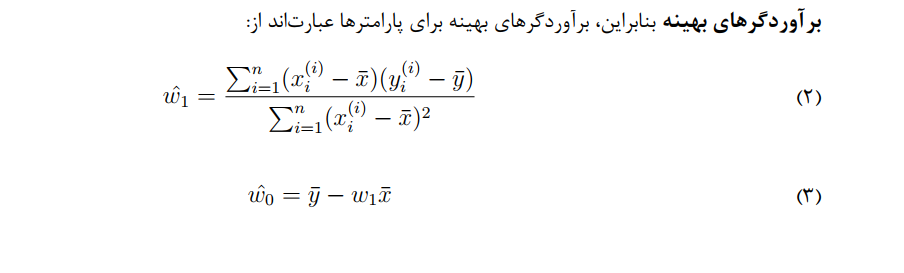 برآوردگرهای بهینه بنابراین، برآوردگرهای بهینه برای پارامترها عبارت‌اند از:
$$\hat{w_1} = \frac{\sum_{i=1}^{n}(x_i^{(i)} - \bar{x})(y_i^{(i)} - \bar{y})}{\sum_{i=1}^{n}(x_i^{(i)} - \bar{x})^2}$$ (۲)
$$\hat{w_0} = \bar{y} - w_1\bar{x}$$ (۳)